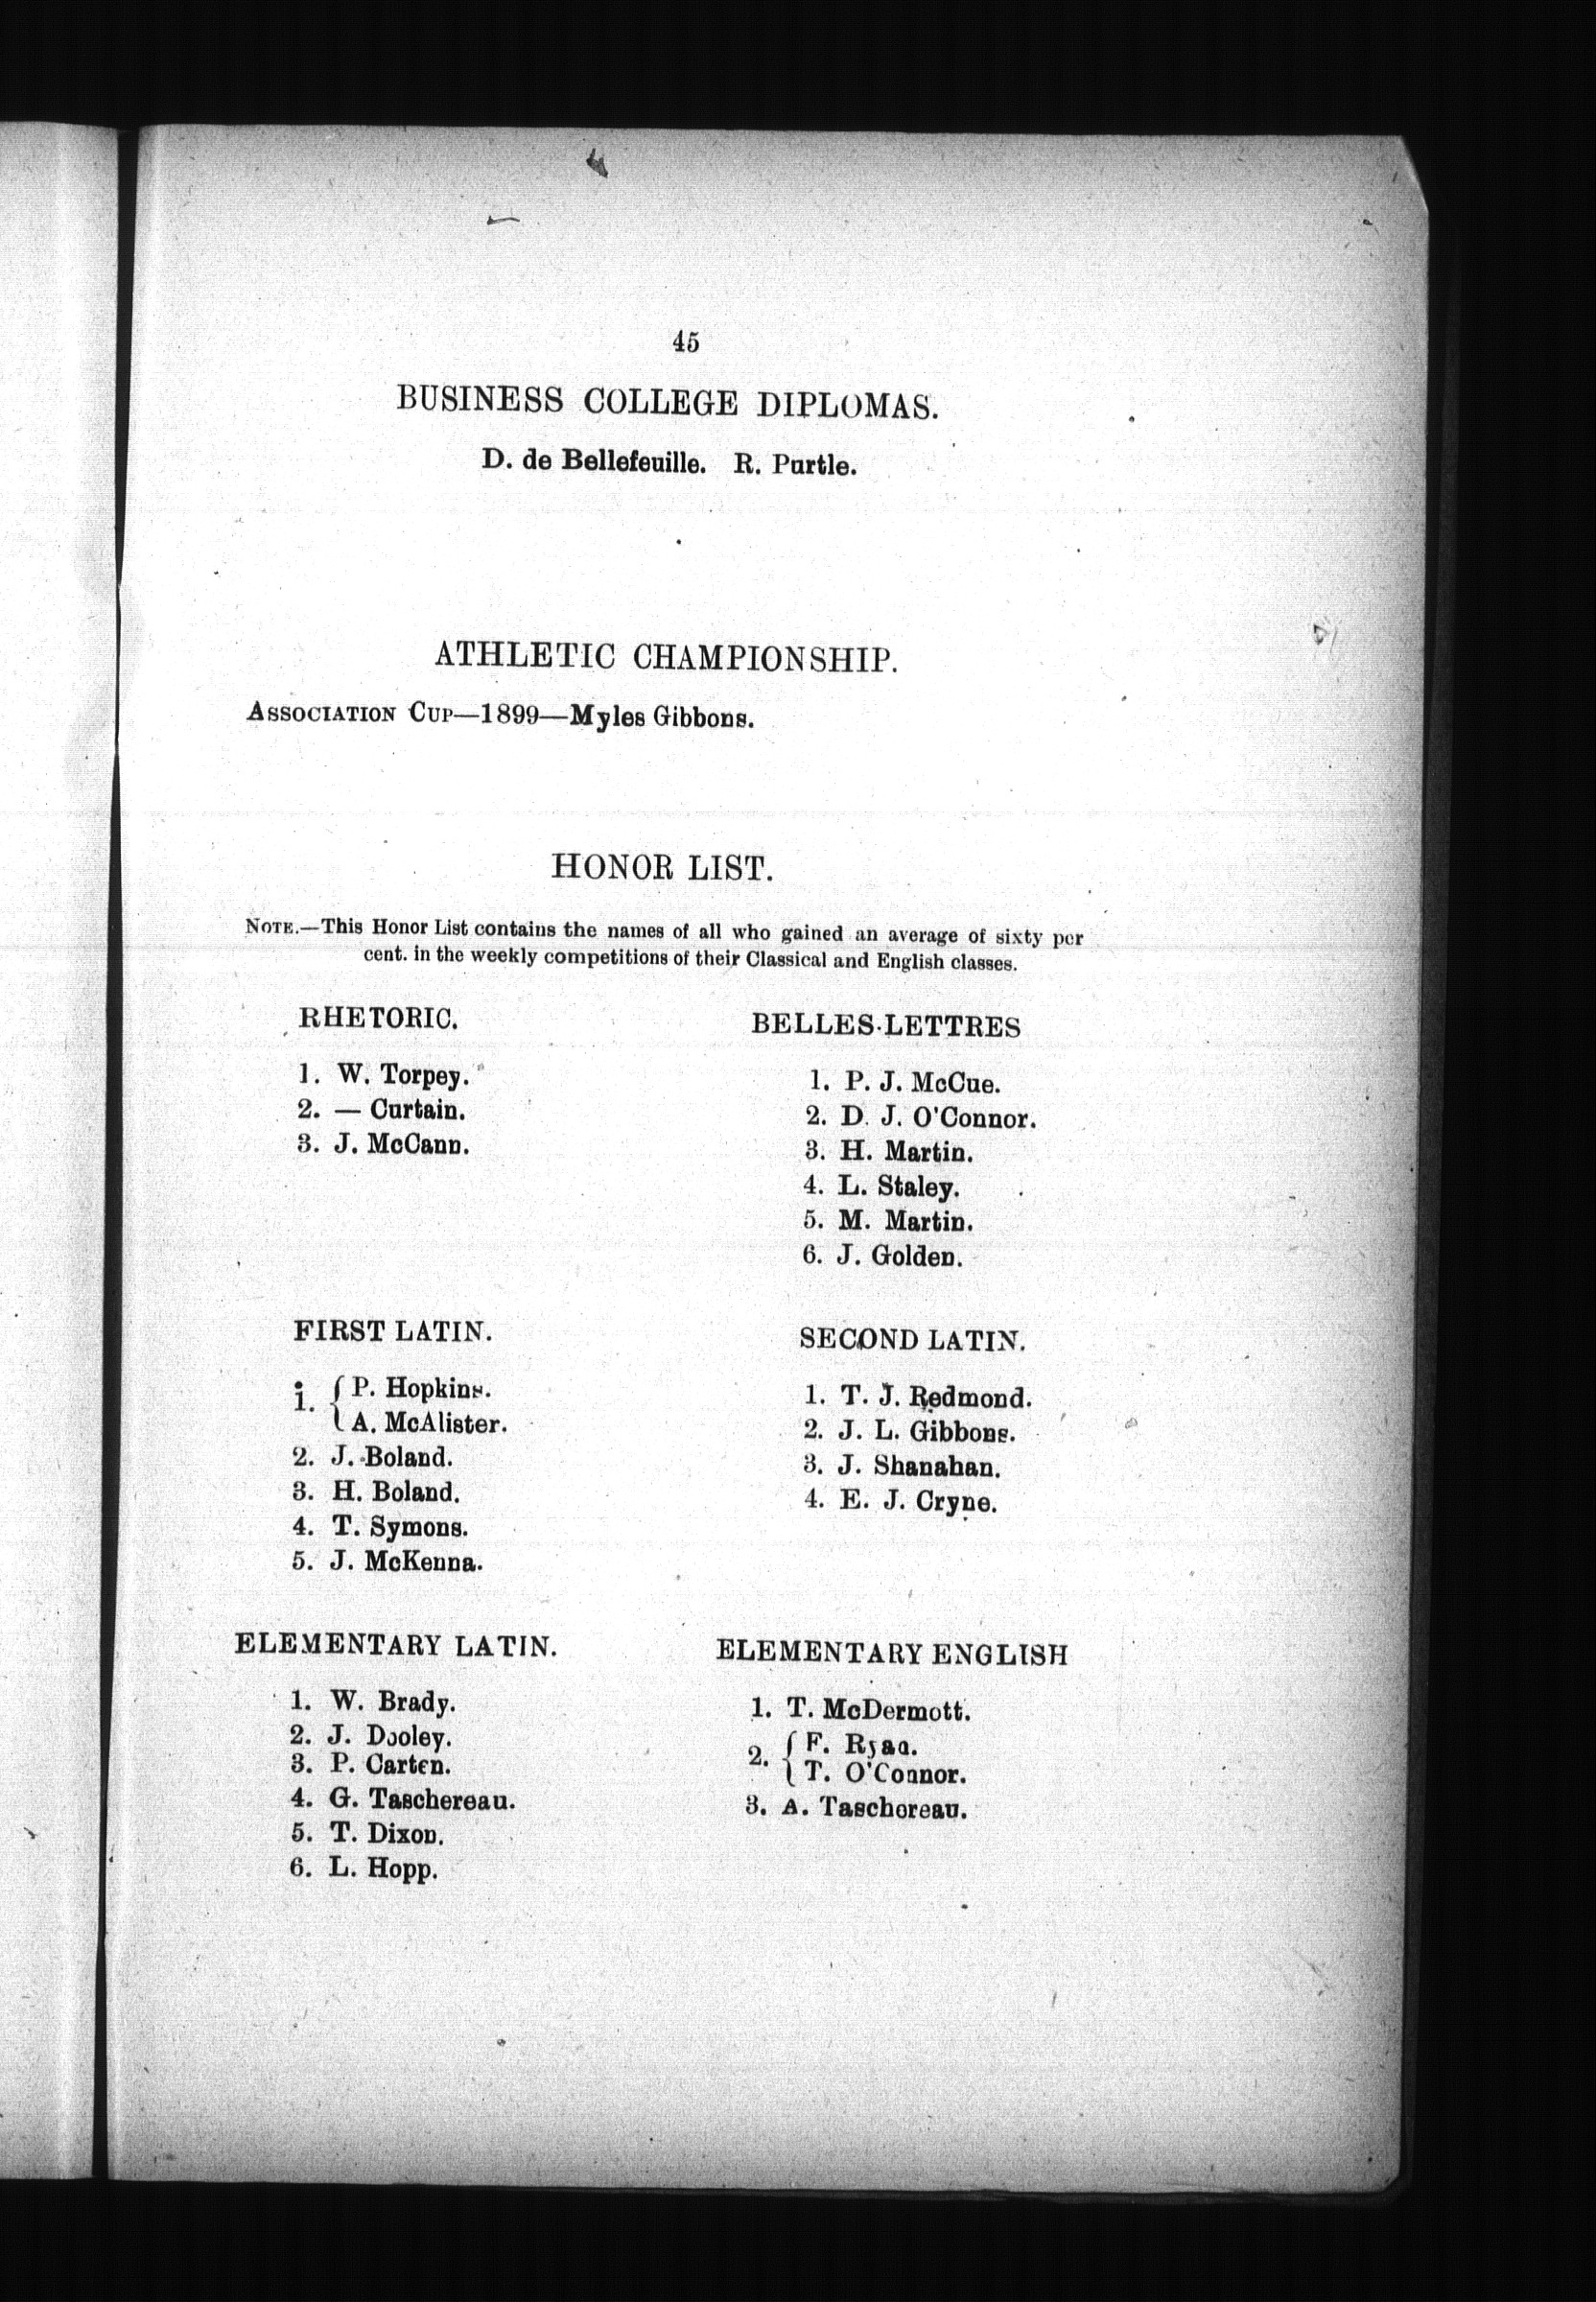 45
BUSINESS COLLEGE DIPLOMAS.
D. de Bellefeuille. R. Purtle.
ATHLETIC CHAMPIONSHIP.
ASSOCIATION CUP—1899—Myles Gibbons.
HONOR LIST.
NOTE.—This Honor List contains the names of all who gained an average of sixty per
cent. in the weekly competitions of their Classical and English classes.
RHETORIC.
1. W. Torpey.
2. — Curtain.
3. J. McCann.
BELLES-LETTRES
1. P. J. McCue.
2. D. J. O'Connor.
3. H. Martin.
4. L. Staley.
5. M. Martin.
6. J. Golden.
FIRST LATIN.
1. { P. Hopkins.
{ A. McAlister.
2. J. Boland.
3. H. Boland.
4. T. Symons.
5. J. McKenna.
SECOND LATIN.
1. T. J. Redmond.
2. J. L. Gibbons.
3. J. Shanahan.
4. E. J. Cryne.
ELEMENTARY LATIN.
1. W. Brady.
2. J. Dooley.
3. P. Carten.
4. G. Taschereau.
5. T. Dixon.
6. L. Hopp.
ELEMENTARY ENGLISH
1. T. McDermott.
2. { F. Ryan.
{ T. O'Connor.
3. A. Taschereau.